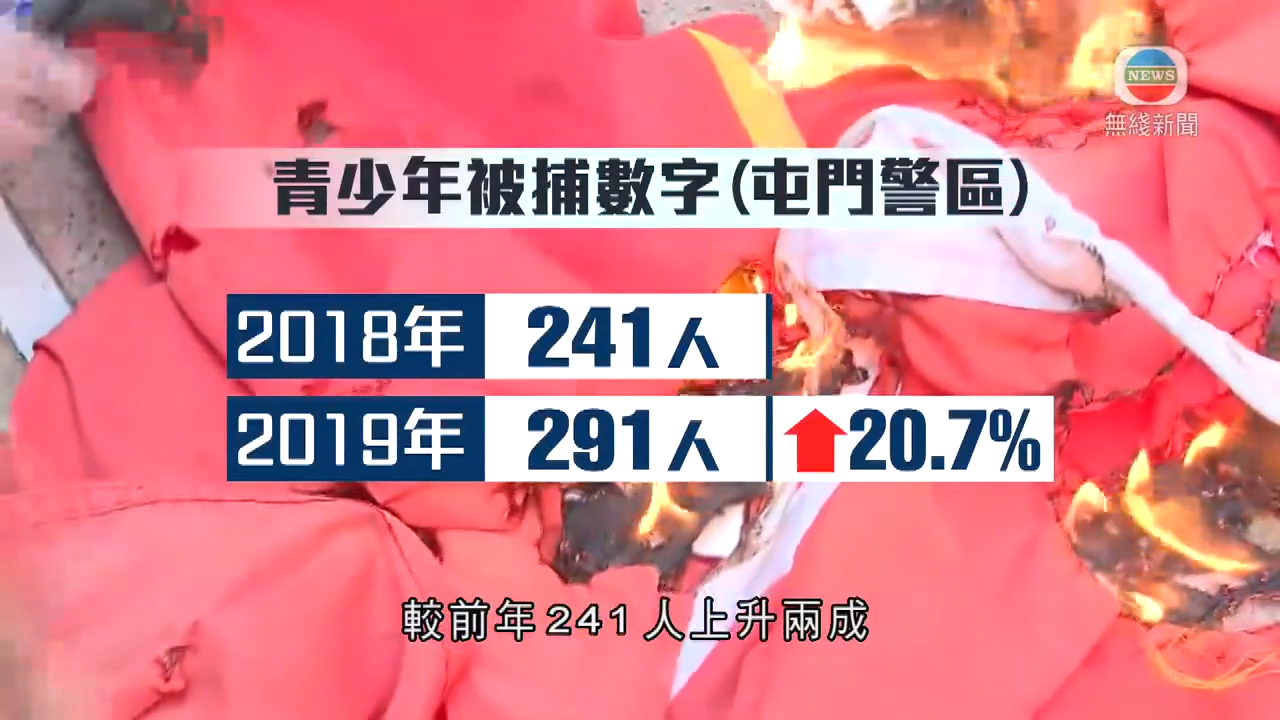 NEWS
無綫新聞
青少年被捕數字(屯門警區)
2018年 241人
2019年 291人 20.7%
較前年241人上升兩成